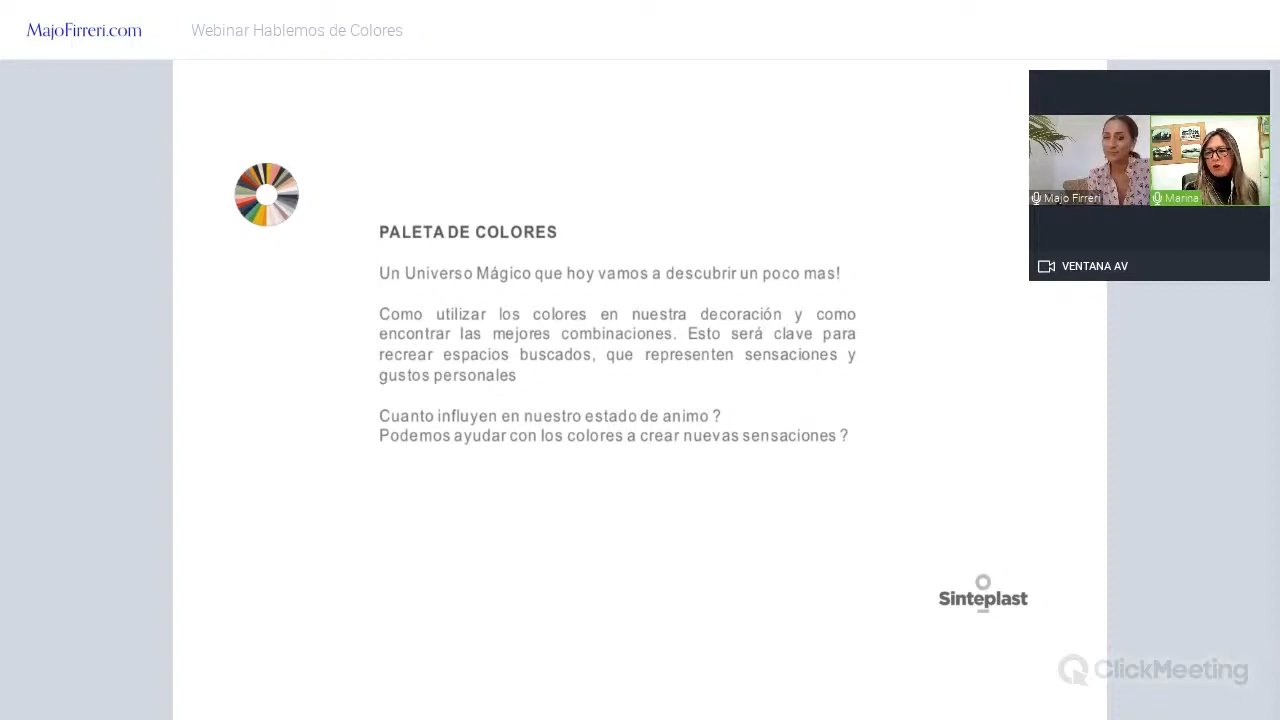 MajoFirreri.com
Webinar Hablemos de Colores
Majo Firreri
Marina
VENTANA AV
PALETA DE COLORES
Un Universo Mágico que hoy vamos a descubrir un poco mas!
Como utilizar los colores en nuestra decoración y como
encontrar las mejores combinaciones. Esto será clave para
recrear espacios buscados, que representen sensaciones y
gustos personales
Cuanto influyen en nuestro estado de animo ?
Podemos ayudar con los colores a crear nuevas sensaciones ?
Sinteplast
ClickMeeting